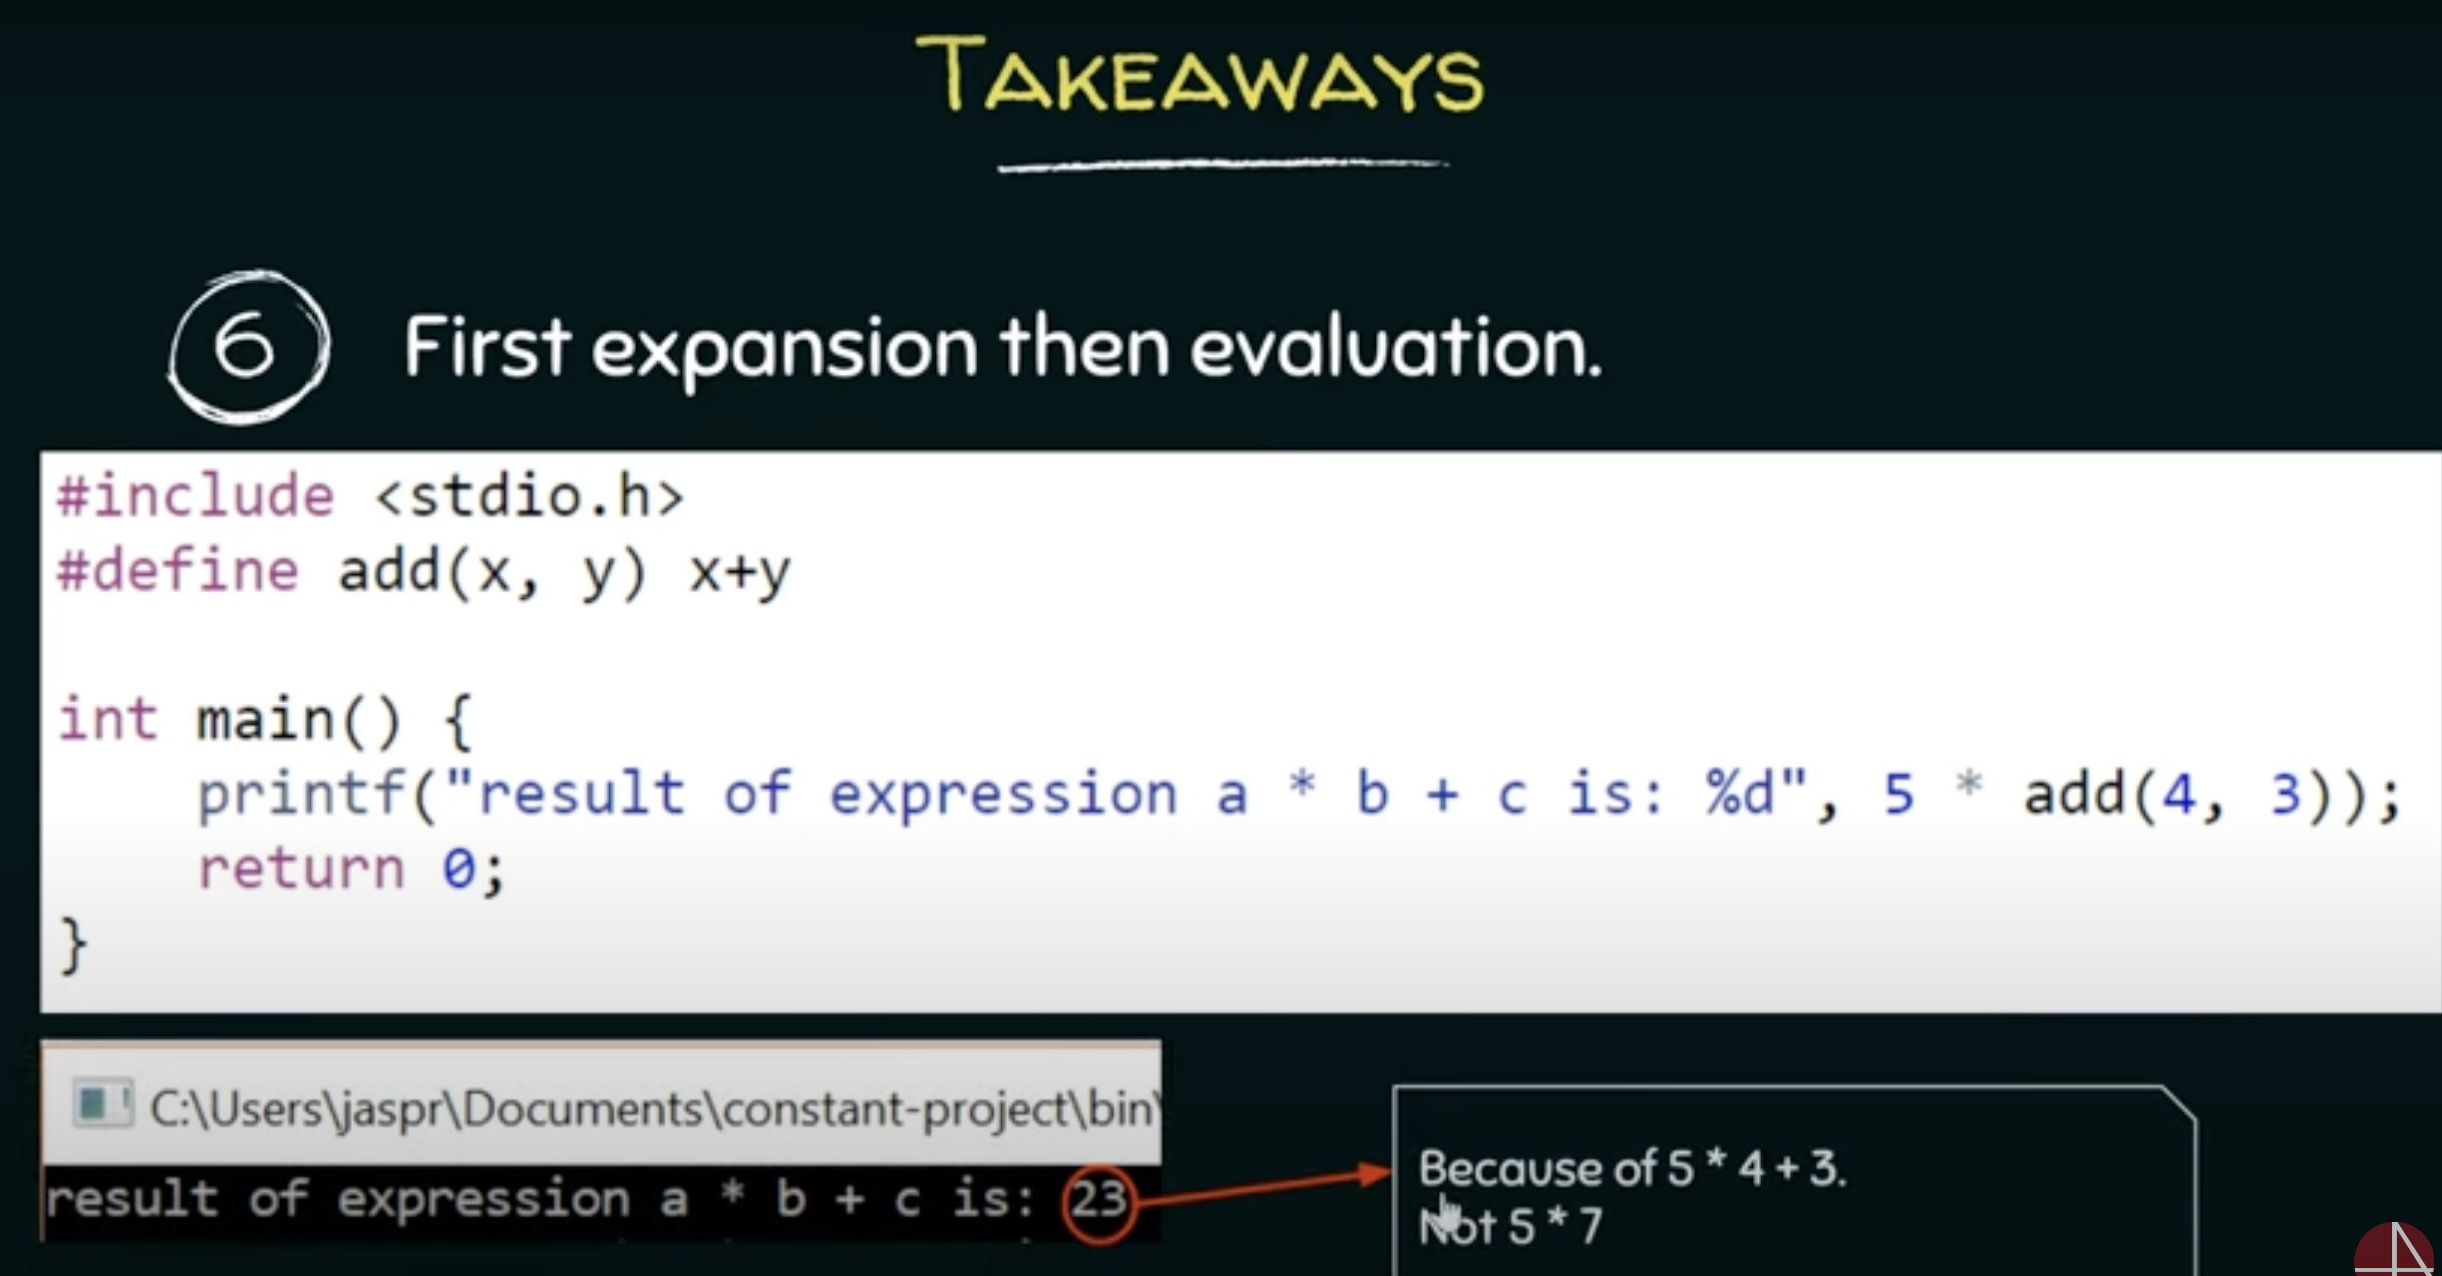 TAKEAWAYS
6 First expansion then evaluation.
#include <stdio.h>
#define add(x, y) x+y
int main() {
printf("result of expression a * b + c is: %d", 5 * add(4, 3));
return 0;
}
C:\Users\jaspr\Documents\constant-project\bin\
result of expression a * b + c is: 23
Because of 5 * 4 + 3.
Not 5 * 7